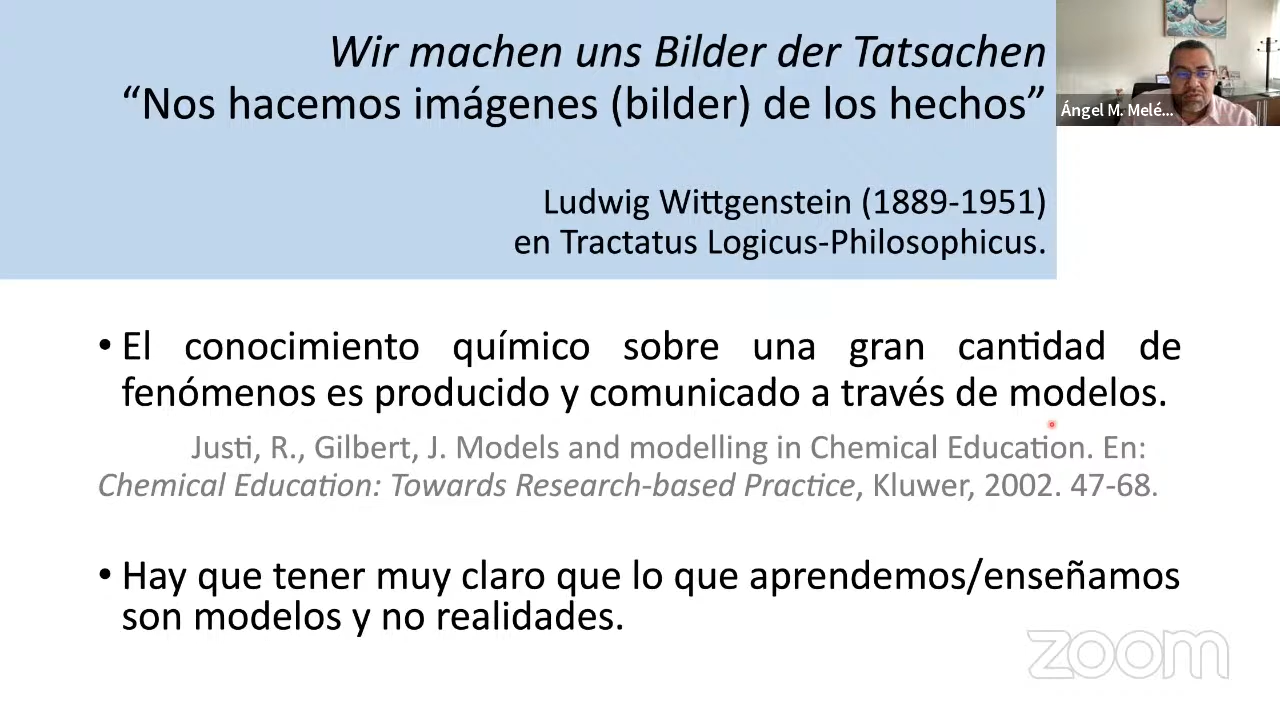 Wir machen uns Bilder der Tatsachen
“Nos hacemos imágenes (bilder) de los hechos”
Ludwig Wittgenstein (1889-1951)
en Tractatus Logicus-Philosophicus.
Ángel M. Melé...
• El conocimiento químico sobre una gran cantidad de
fenómenos es producido y comunicado a través de modelos.
Justi, R., Gilbert, J. Models and modelling in Chemical Education. En:
Chemical Education: Towards Research-based Practice, Kluwer, 2002. 47-68.
• Hay que tener muy claro que lo que aprendemos/enseñamos
son modelos y no realidades.
zoom